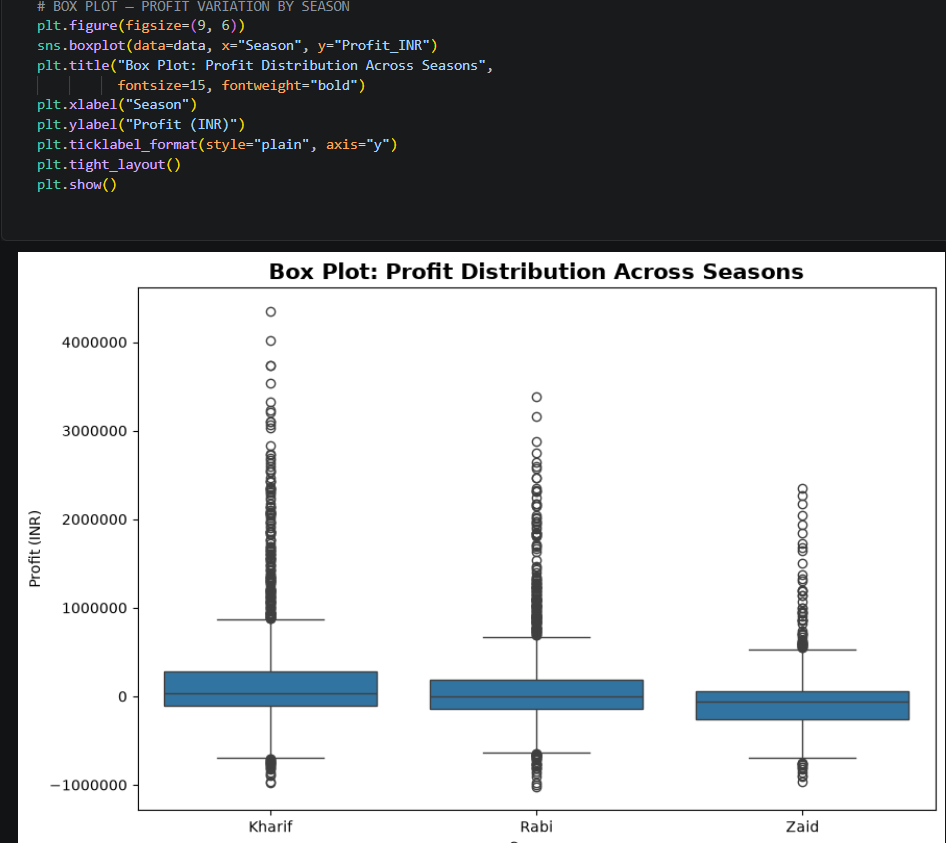 # BOX PLOT — PROFIT VARIATION BY SEASON
plt.figure(figsize=(9, 6))
sns.boxplot(data=data, x="Season", y="Profit_INR")
plt.title("Box Plot: Profit Distribution Across Seasons",
fontsize=15, fontweight="bold")
plt.xlabel("Season")
plt.ylabel("Profit (INR)")
plt.ticklabel_format(style="plain", axis="y")
plt.tight_layout()
plt.show()
Box Plot: Profit Distribution Across Seasons
Profit (INR)
4000000
3000000
2000000
1000000
0
−1000000
Kharif Rabi Zaid